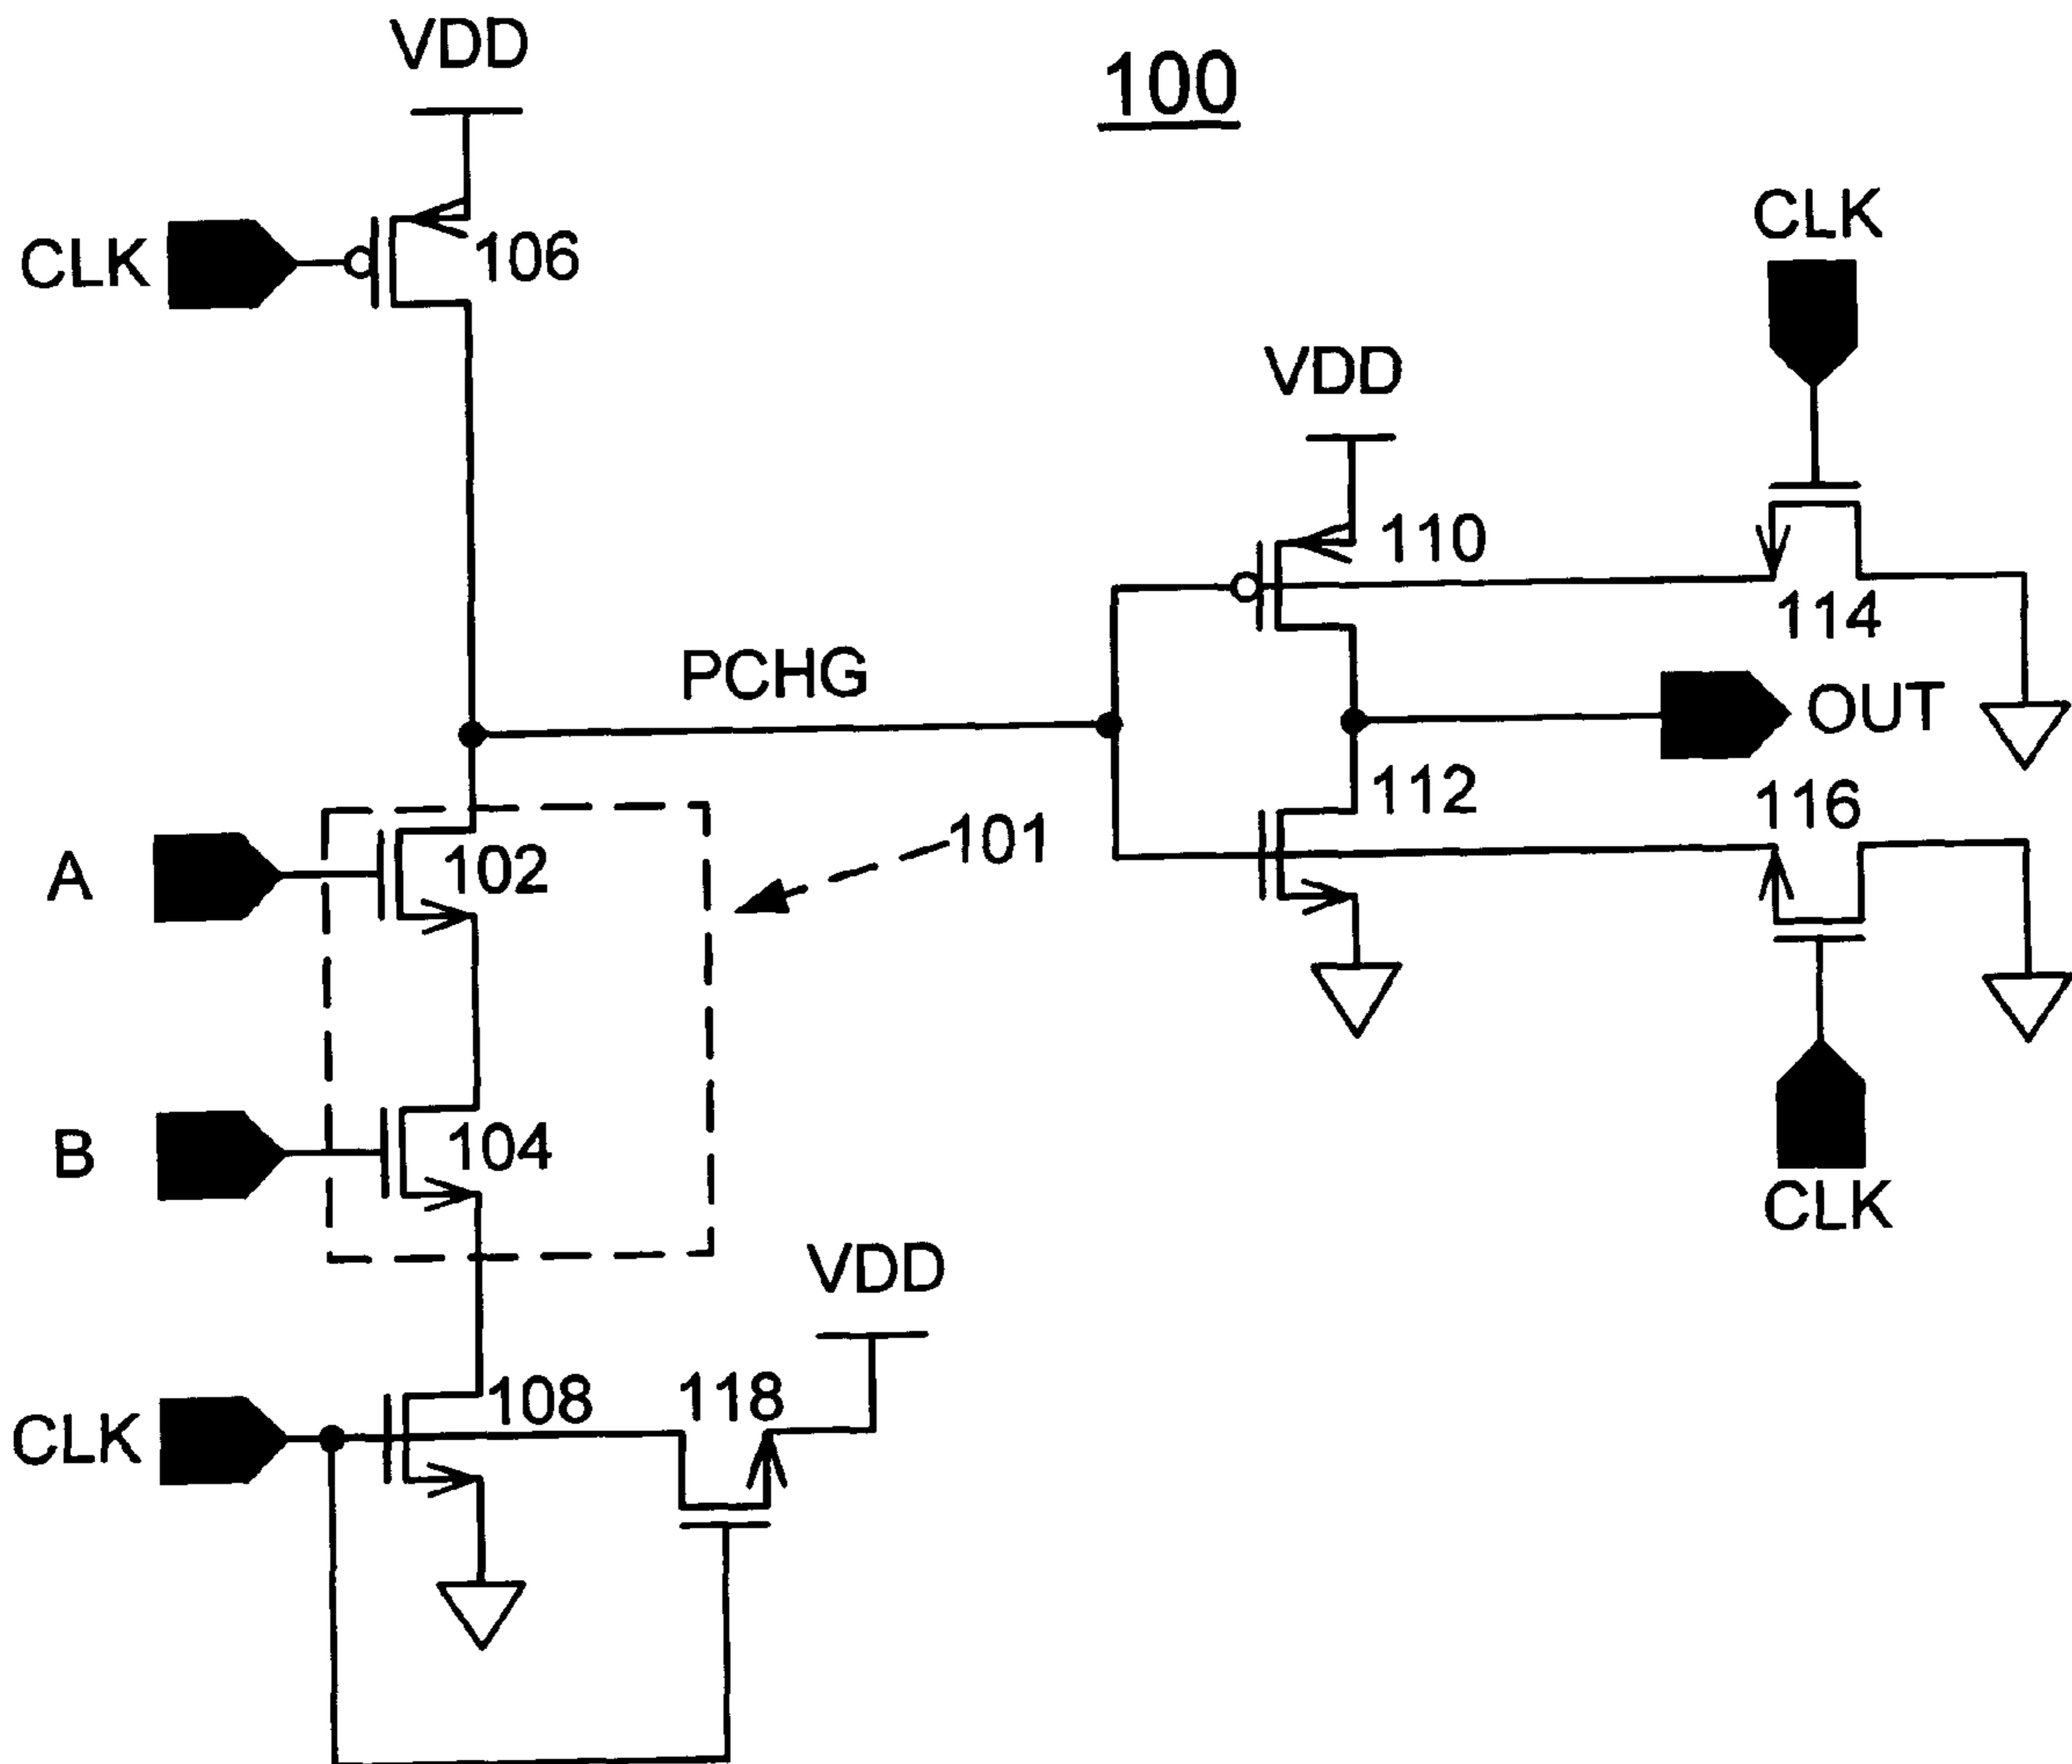 VDD
100
CLK
CLK
106
VDD
110
114
PCHG
OUT
112
116
101
A
102
B
104
CLK
VDD
CLK
108
118